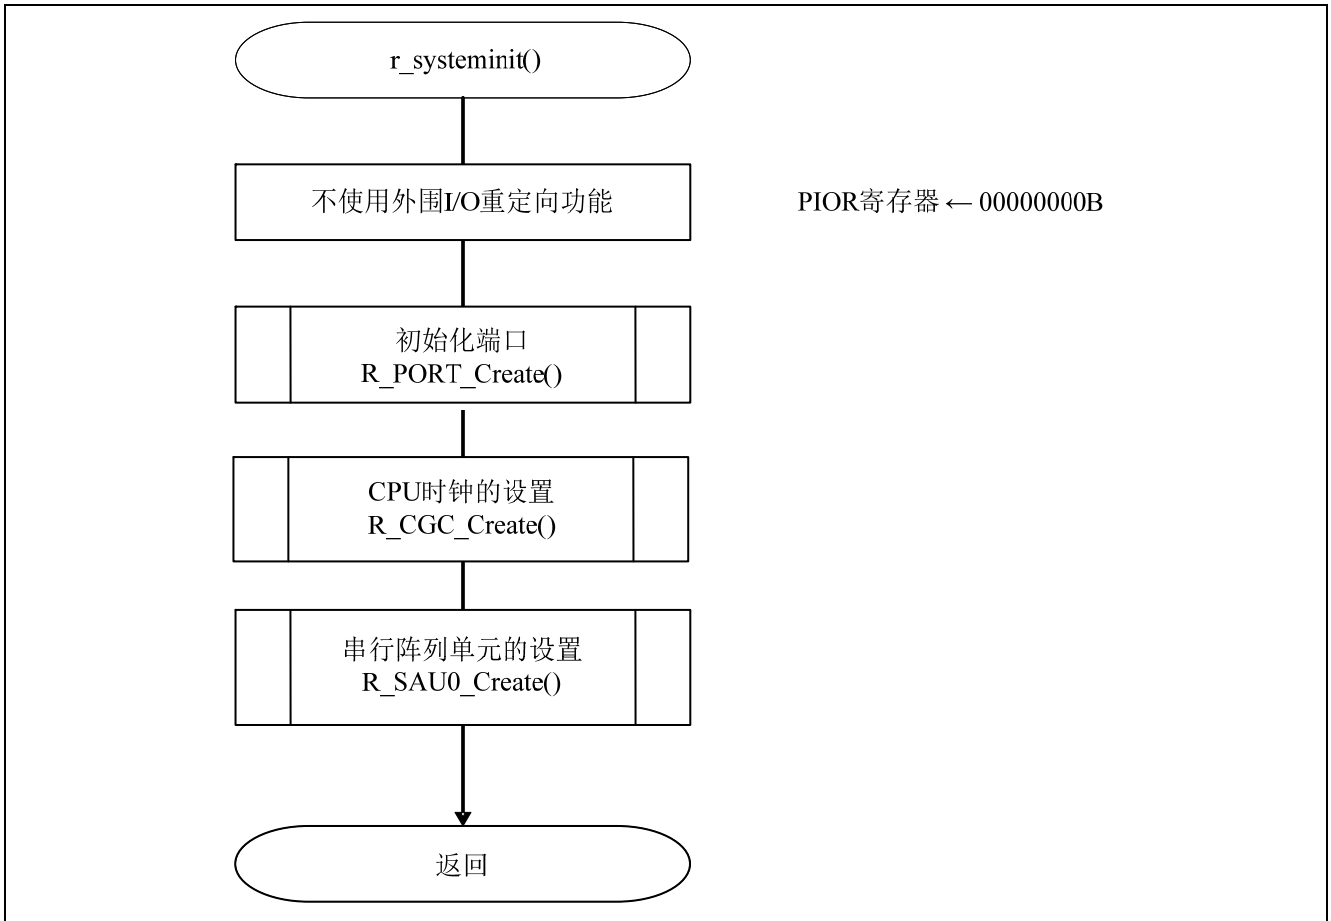 r_systeminit()
不使用外围I/O重定向功能
PIOR寄存器 ← 00000000B
初始化端口
R_PORT_Create()
CPU时钟的设置
R_CGC_Create()
串行阵列单元的设置
R_SAU0_Create()
返回